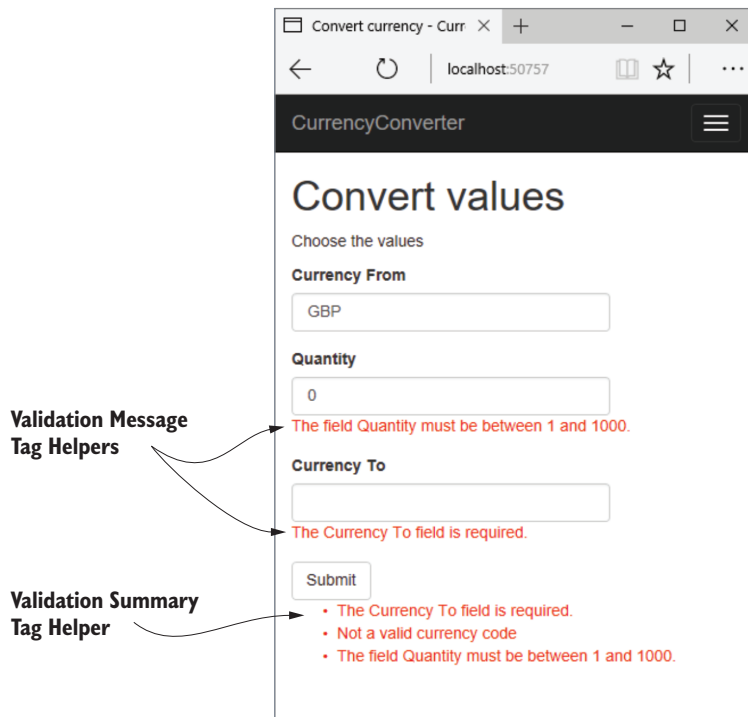 Convert currency - Curr
localhost:50757
CurrencyConverter
Convert values
Choose the values
Currency From
GBP
Quantity
0
Validation Message
Tag Helpers
The field Quantity must be between 1 and 1000.
Currency To
The Currency To field is required.
Submit
Validation Summary
Tag Helper
• The Currency To field is required.
• Not a valid currency code
• The field Quantity must be between 1 and 1000.